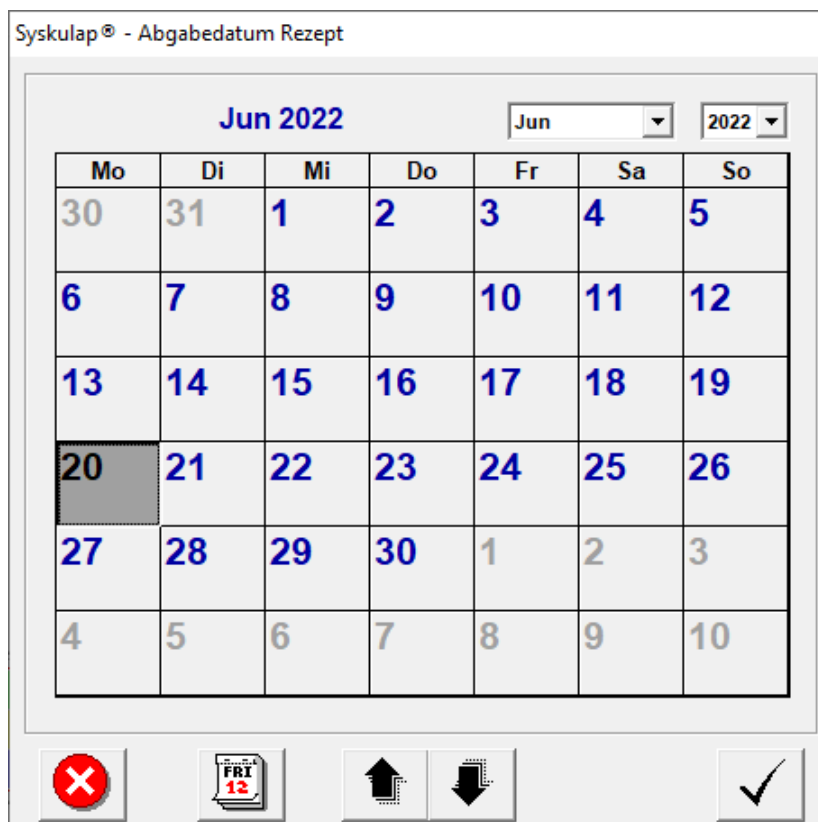 Syskulap® - Abgabedatum Rezept
Jun 2022 Jun 2022
Mo Di Mi Do Fr Sa So
30 31 1 2 3 4 5
6 7 8 9 10 11 12
13 14 15 16 17 18 19
20 21 22 23 24 25 26
27 28 29 30 1 2 3
4 5 6 7 8 9 10
FRI
12